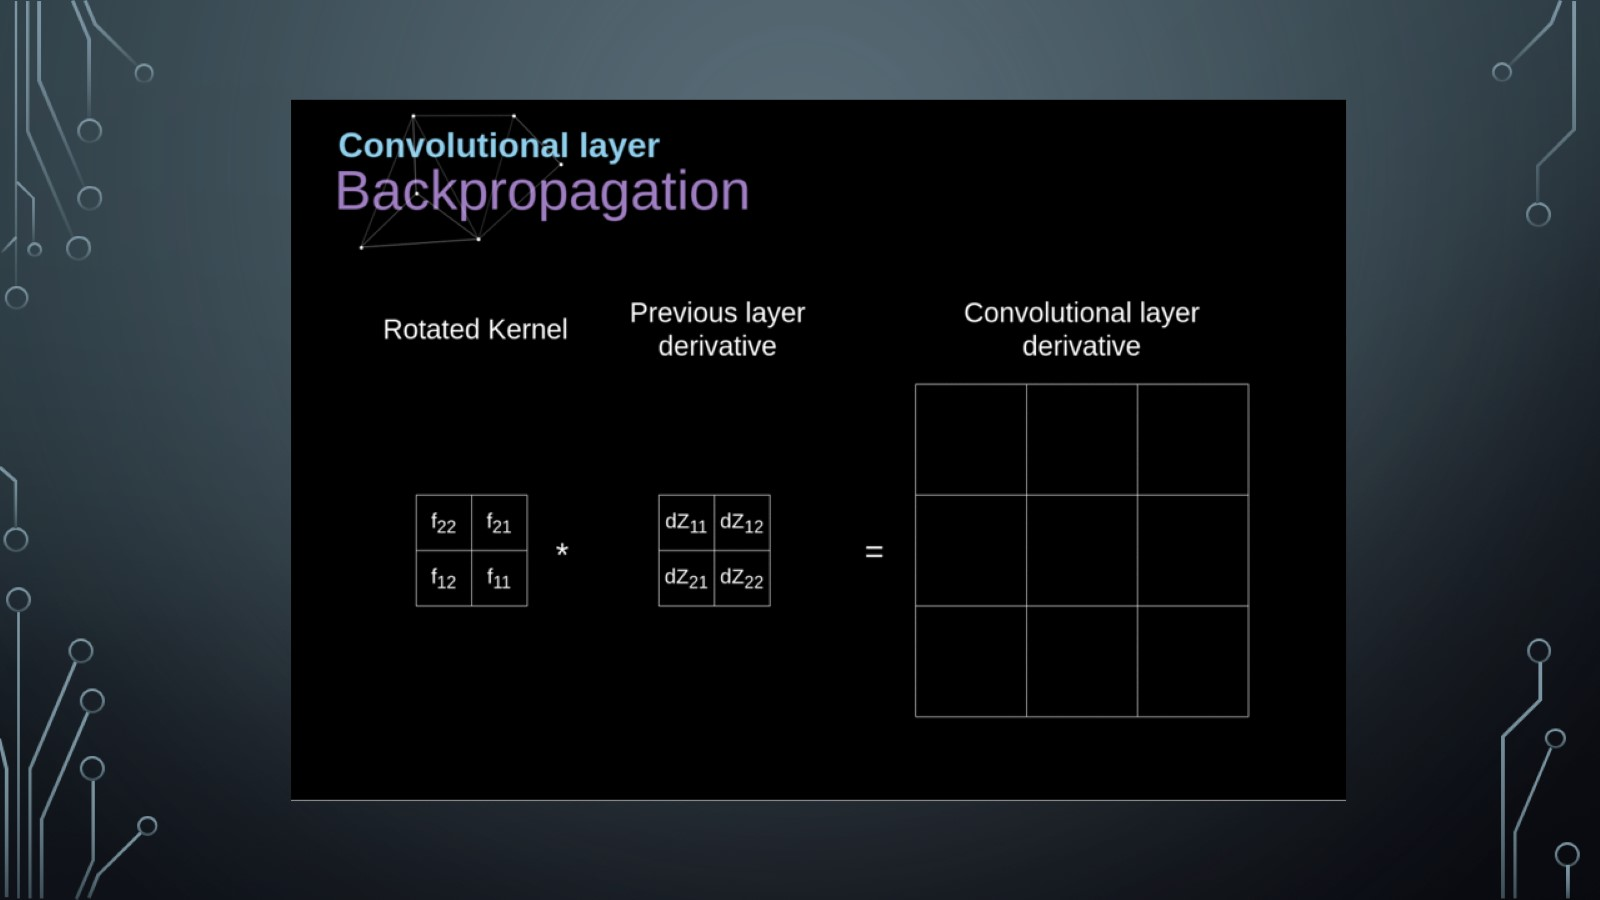 Convolutional layer
Backpropagation
Rotated Kernel
Previous layer
derivative
Convolutional layer
derivative
f22 f21
f12 f11
*
dZ11 dZ12
dZ21 dZ22
=